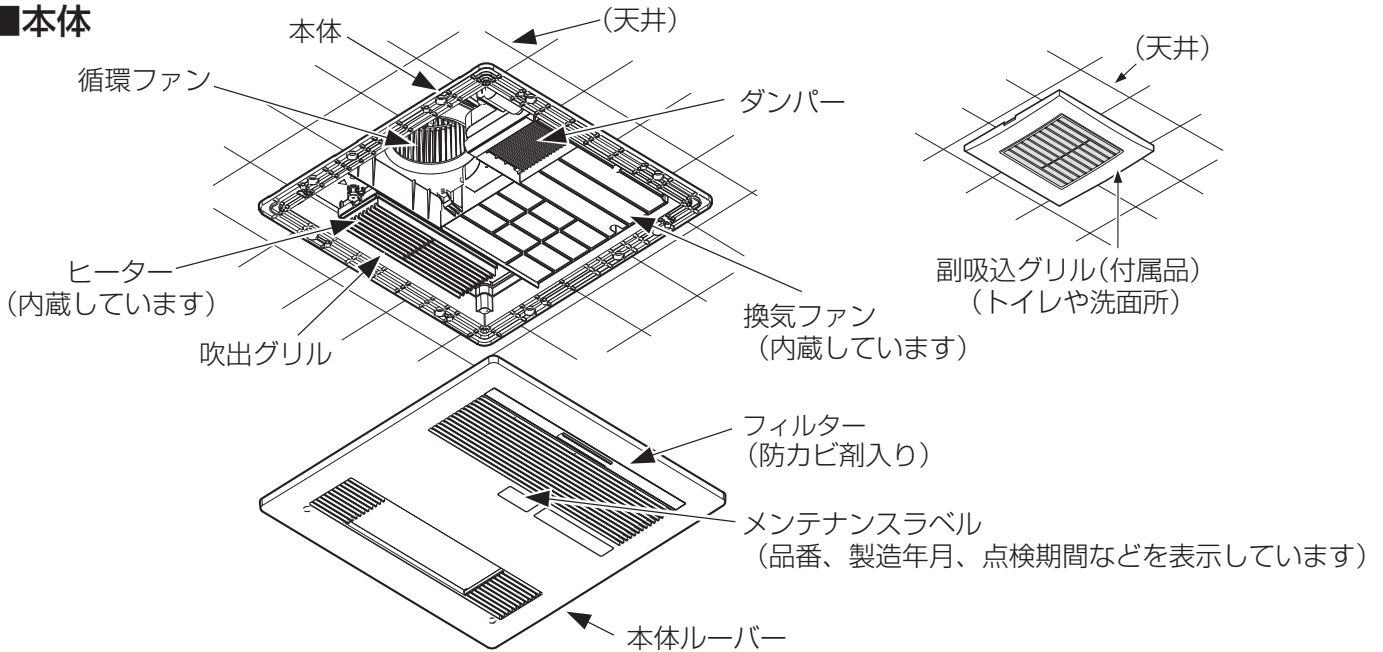 ■本体
本体
(天井)
循環ファン
ダンパー
(天井)
ヒーター
(内蔵しています)
吹出グリル
換気ファン
(内蔵しています)
副吸込グリル(付属品)
(トイレや洗面所)
フィルター
(防カビ剤入り)
メンテナンスラベル
(品番、製造年月、点検期間などを表示しています)
本体ルーバー